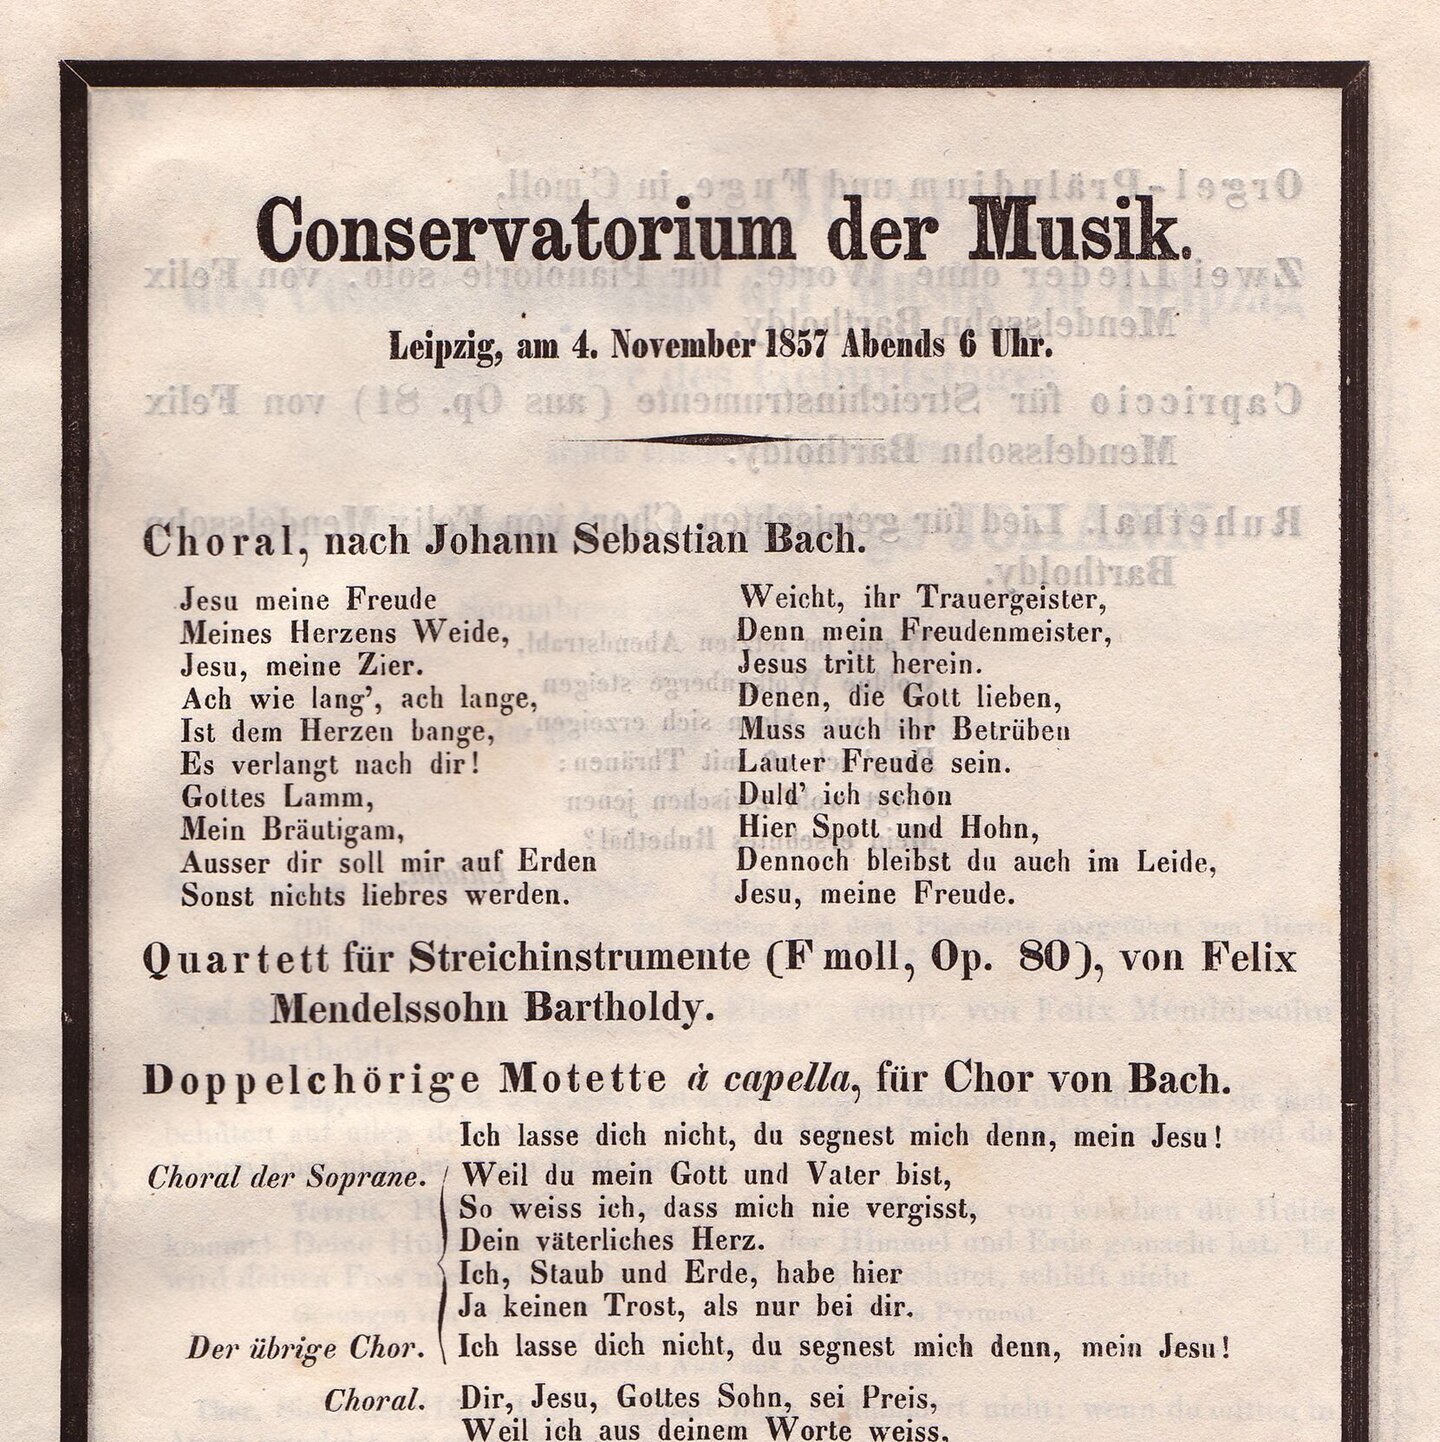 Conservatorium der Musik.
Leipzig, am 4. November 1857 Abends 6 Uhr.
Choral, nach Johann Sebastian Bach.
Jesu meine Freude
Meines Herzens Weide,
Jesu, meine Zier.
Ach wie lang', ach lange,
Ist dem Herzen bange,
Es verlangt nach dir!
Gottes Lamm,
Mein Bräutigam,
Ausser dir soll mir auf Erden
Sonst nichts liebres werden.
Weicht, ihr Trauergeister,
Denn mein Freudenmeister,
Jesus tritt herein.
Denen, die Gott lieben,
Muss auch ihr Betrüben
Lauter Freude sein.
Duld' ich schon
Hier Spott und Hohn,
Dennoch bleibst du auch im Leide,
Jesu, meine Freude.
Quartett für Streichinstrumente (F moll, Op. 80), von Felix
Mendelssohn Bartholdy.
Doppelchörige Motette à capella, für Chor von Bach.
Ich lasse dich nicht, du segnest mich denn, mein Jesu!
Choral der Soprane. Weil du mein Gott und Vater bist,
So weiss ich, dass mich nie vergisst,
Dein väterliches Herz.
Ich, Staub und Erde, habe hier
Ja keinen Trost, als nur bei dir.
Der übrige Chor. Ich lasse dich nicht, du segnest mich denn, mein Jesu!
Choral. Dir, Jesu, Gottes Sohn, sei Preis,
Weil ich aus deinem Worte weiss,